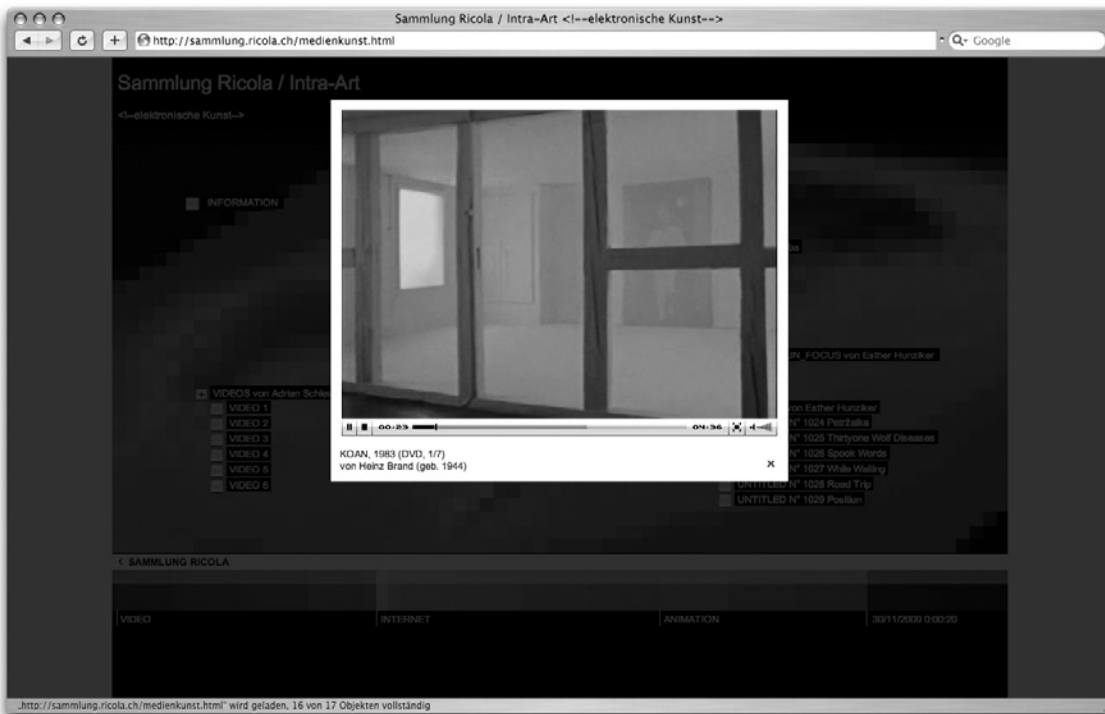 Sammlung Ricola / Intra-Art <!--elektronische Kunst-->
http://sammlung.ricola.ch/medienkunst.html
Google
Sammlung Ricola / Intra-Art
<!--elektronische Kunst-->
INFORMATION
KOAN, 1983 (DVD, 1/7)
von Heinz Brand (geb. 1944)
00:23
04:36
UN_FOCUS von Esther Hunziker
VIDEOS von Adrian
VIDEO 1
VIDEO 2
VIDEO 3
VIDEO 4
VIDEO 5
VIDEO 6
von Esther Hunziker
N° 1024 Petržalka
N° 1025 Thirtyone Wolf Diseases
N° 1026 Spook Words
N° 1027 While Waiting
UNTITLED N° 1028 Road Trip
UNTITLED N° 1029 Position
< SAMMLUNG RICOLA
VIDEO
INTERNET
ANIMATION
30/11/2009 0:00:20
„http://sammlung.ricola.ch/medienkunst.html" wird geladen, 16 von 17 Objekten vollständig